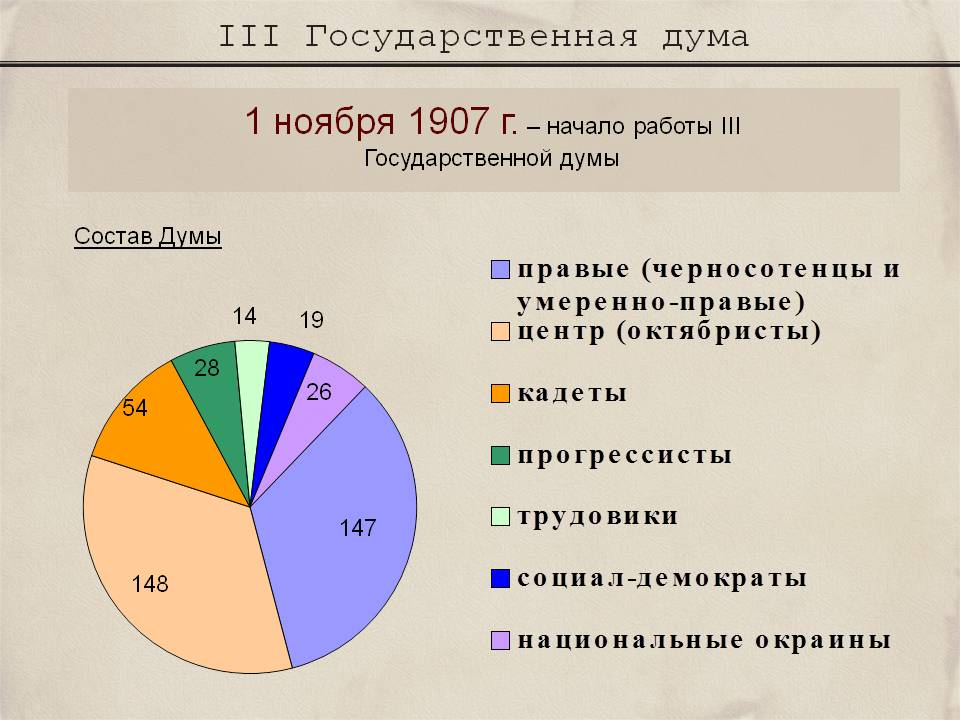 III Государственная дума
1 ноября 1907 г. – начало работы III
Государственной думы
Состав Думы
14
19
28
26
54
147
148
правые (черносотенцы и
умеренно-правые)
центр (октябристы)
кадеты
прогрессисты
трудовики
социал-демократы
национальные окраины